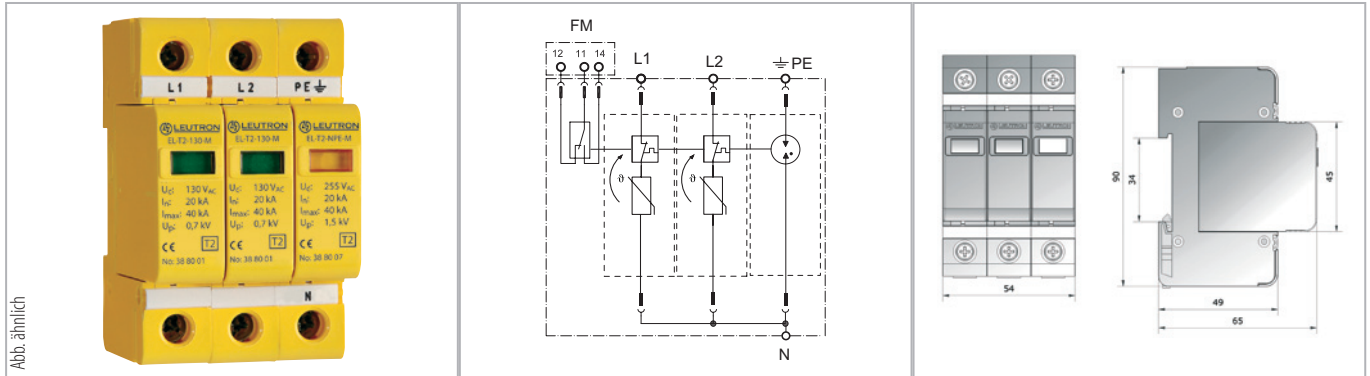 Abb. ähnlich
L1 L2 PE
LEUTRON LEUTRON LEUTRON
EL-T2-130-M EL-T2-130-M EL-T2-NPE-M
Uc: 130 VAC Uc: 130 VAC Uc: 255 VAC
In: 20 kA In: 20 kA In: 20 kA
Imax: 40 kA Imax: 40 kA Imax: 40 kA
Up: 0,7 kV Up: 0,7 kV Up: 1,5 kV
CE T2 CE T2 CE T2
No: 38 80 01 No: 38 80 01 No: 38 80 07
N
FM
12 11 14 L1 L2 PE
ϑ ϑ
N
LEUTRON LEUTRON LEUTRON
54
90
34
45
49
65